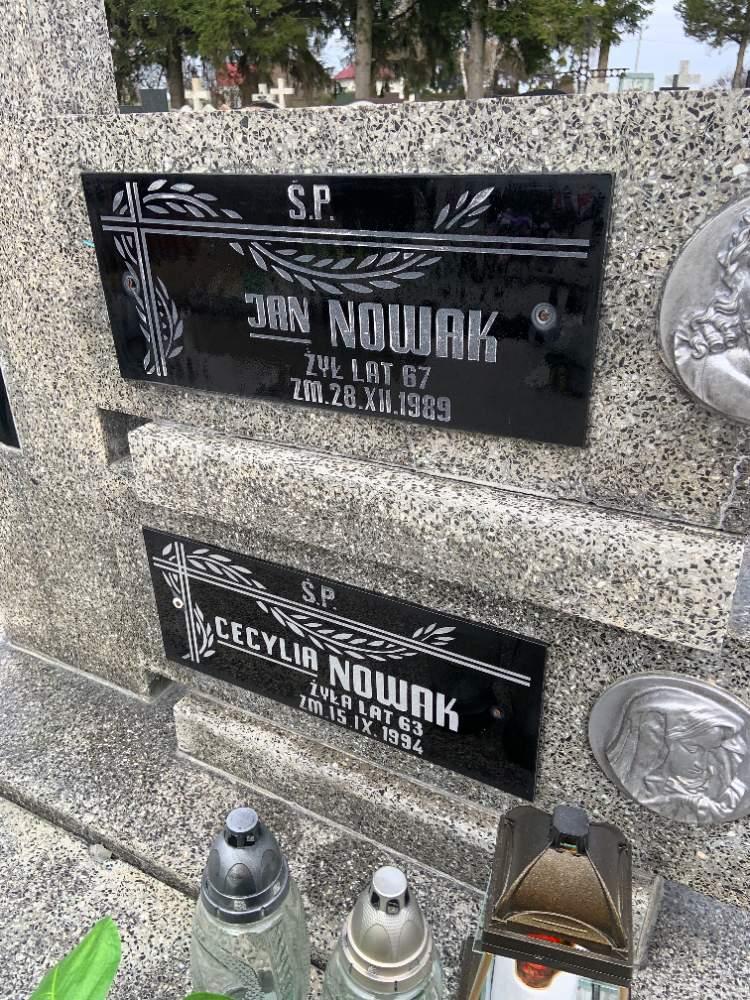 Ś.P.
JAN NOWAK
ŻYŁ LAT 67
ZM.28.XII.1989
Ś.P.
CECYLIA NOWAK
ŻYŁA LAT 63
ZM.15.IX.1994